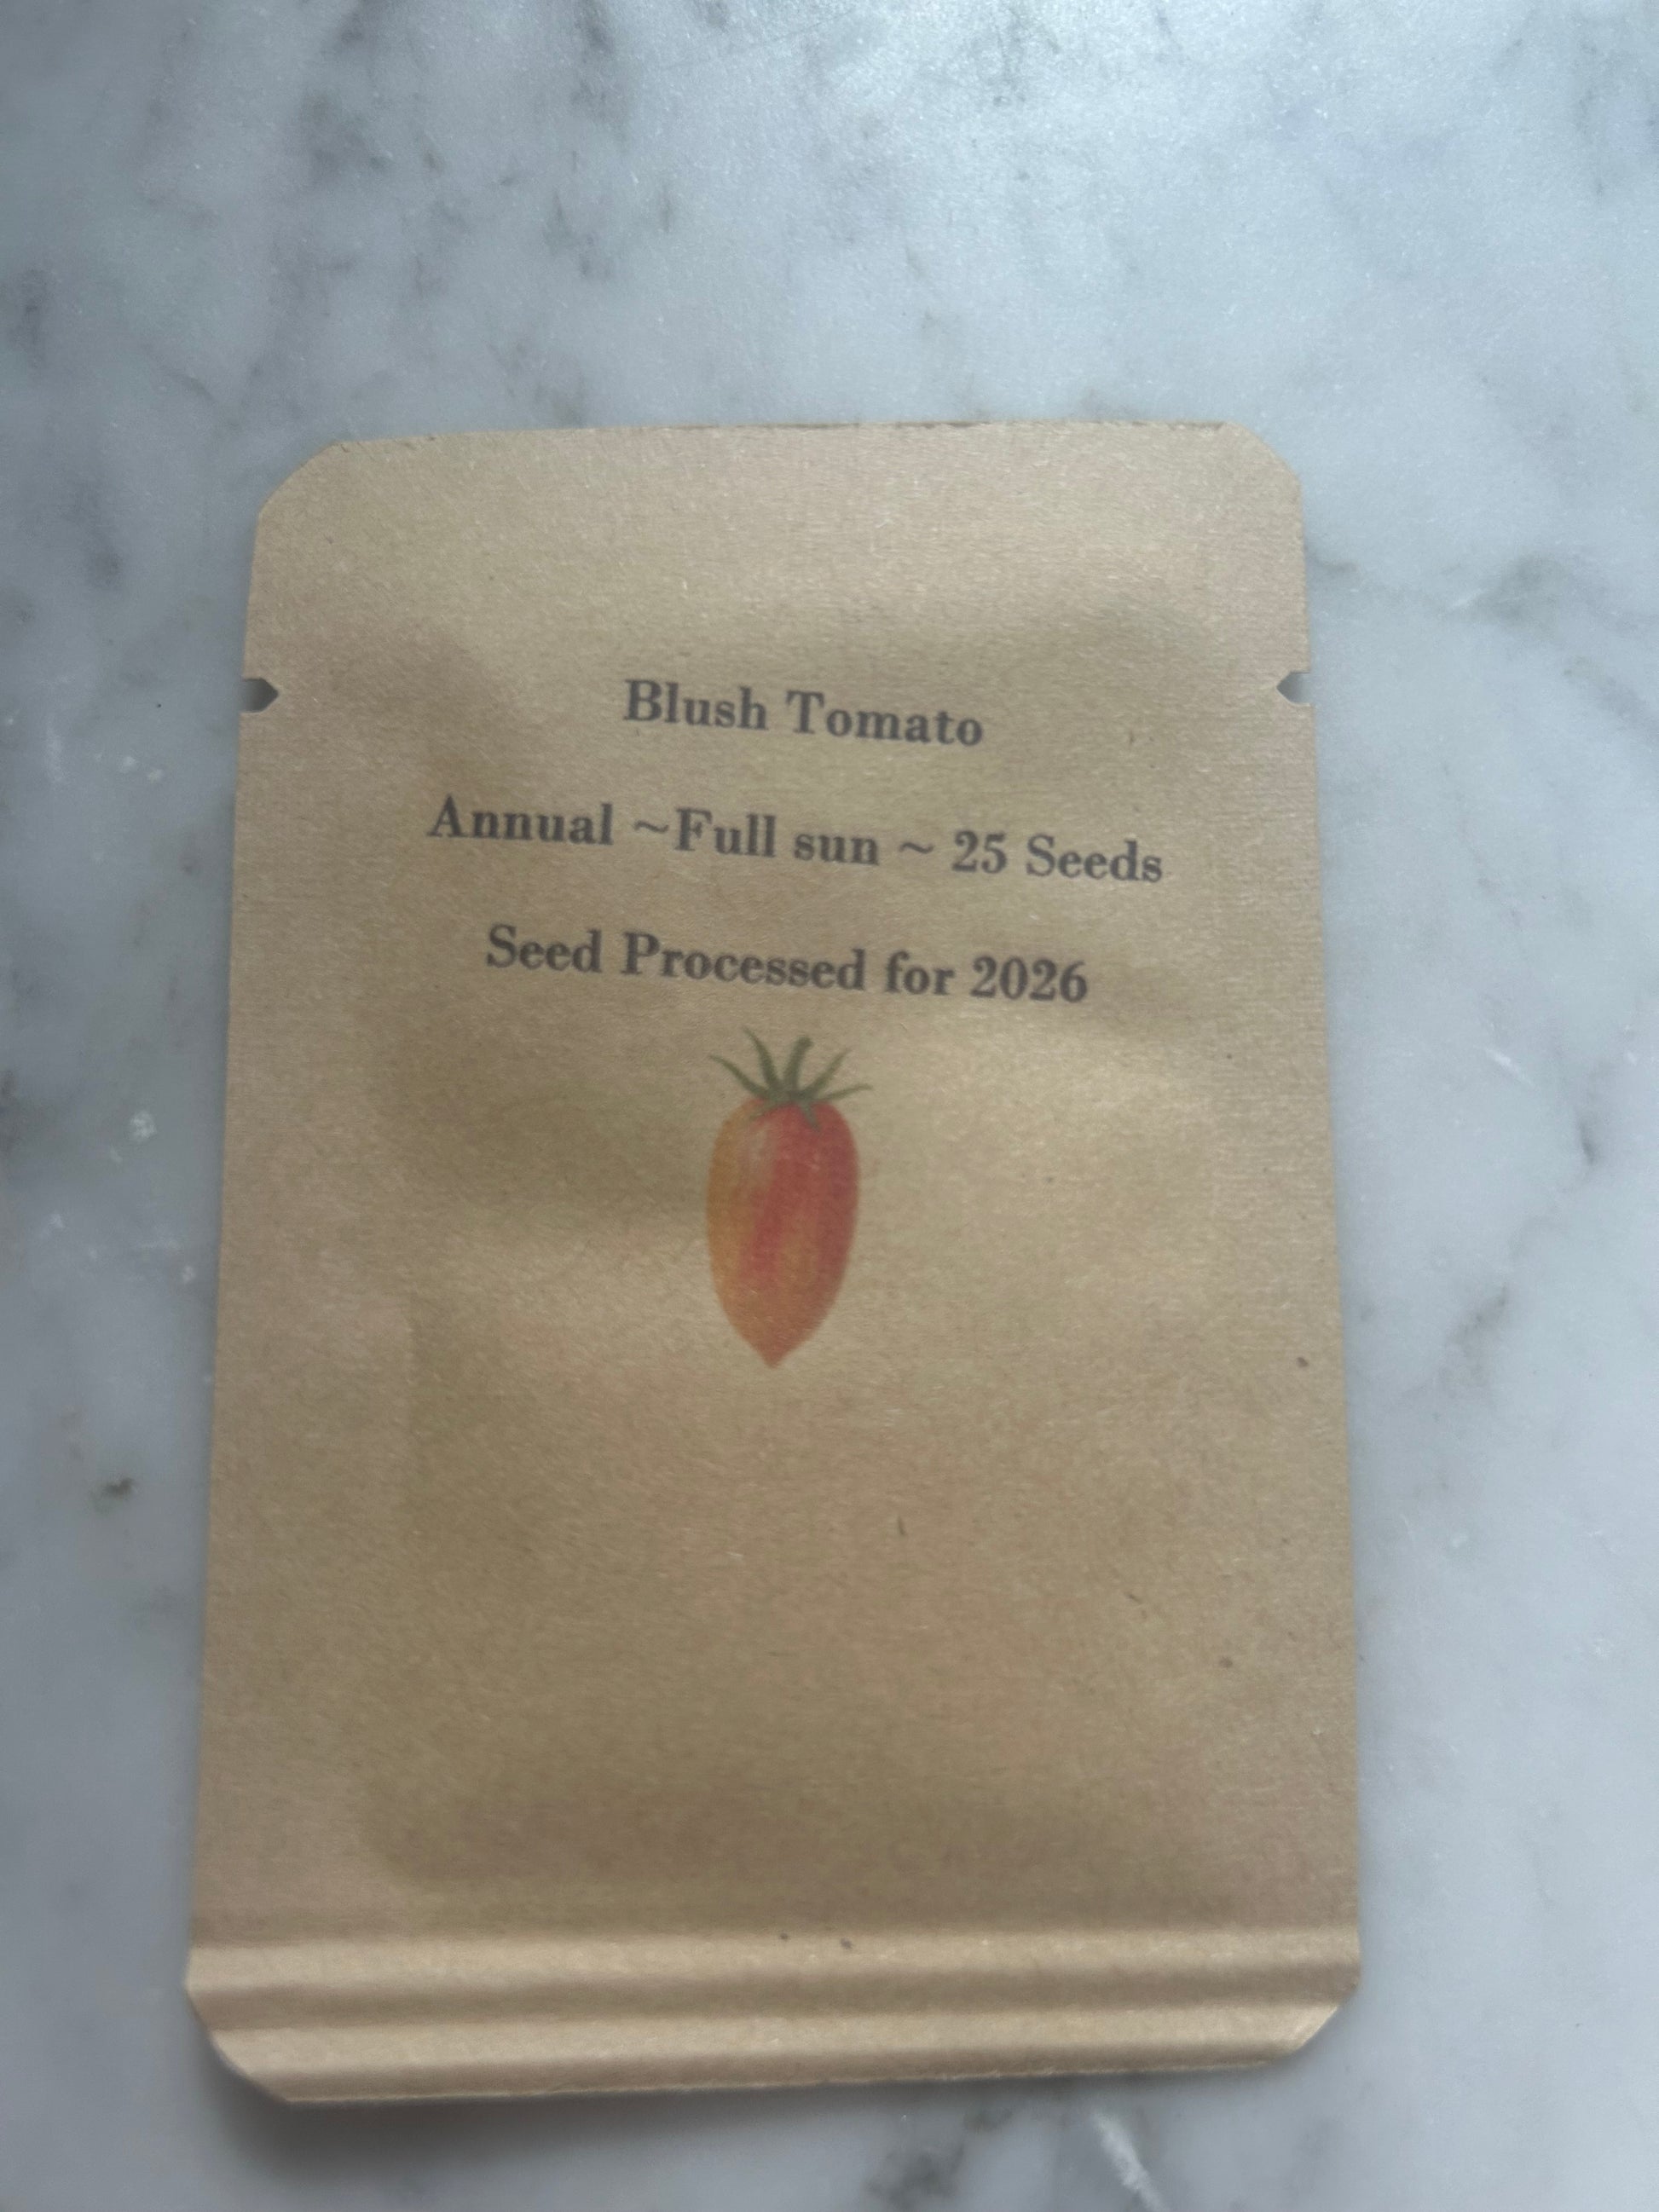 Blush Tomato
Annual ~Full sun ~ 25 Seeds
Seed Processed for 2026